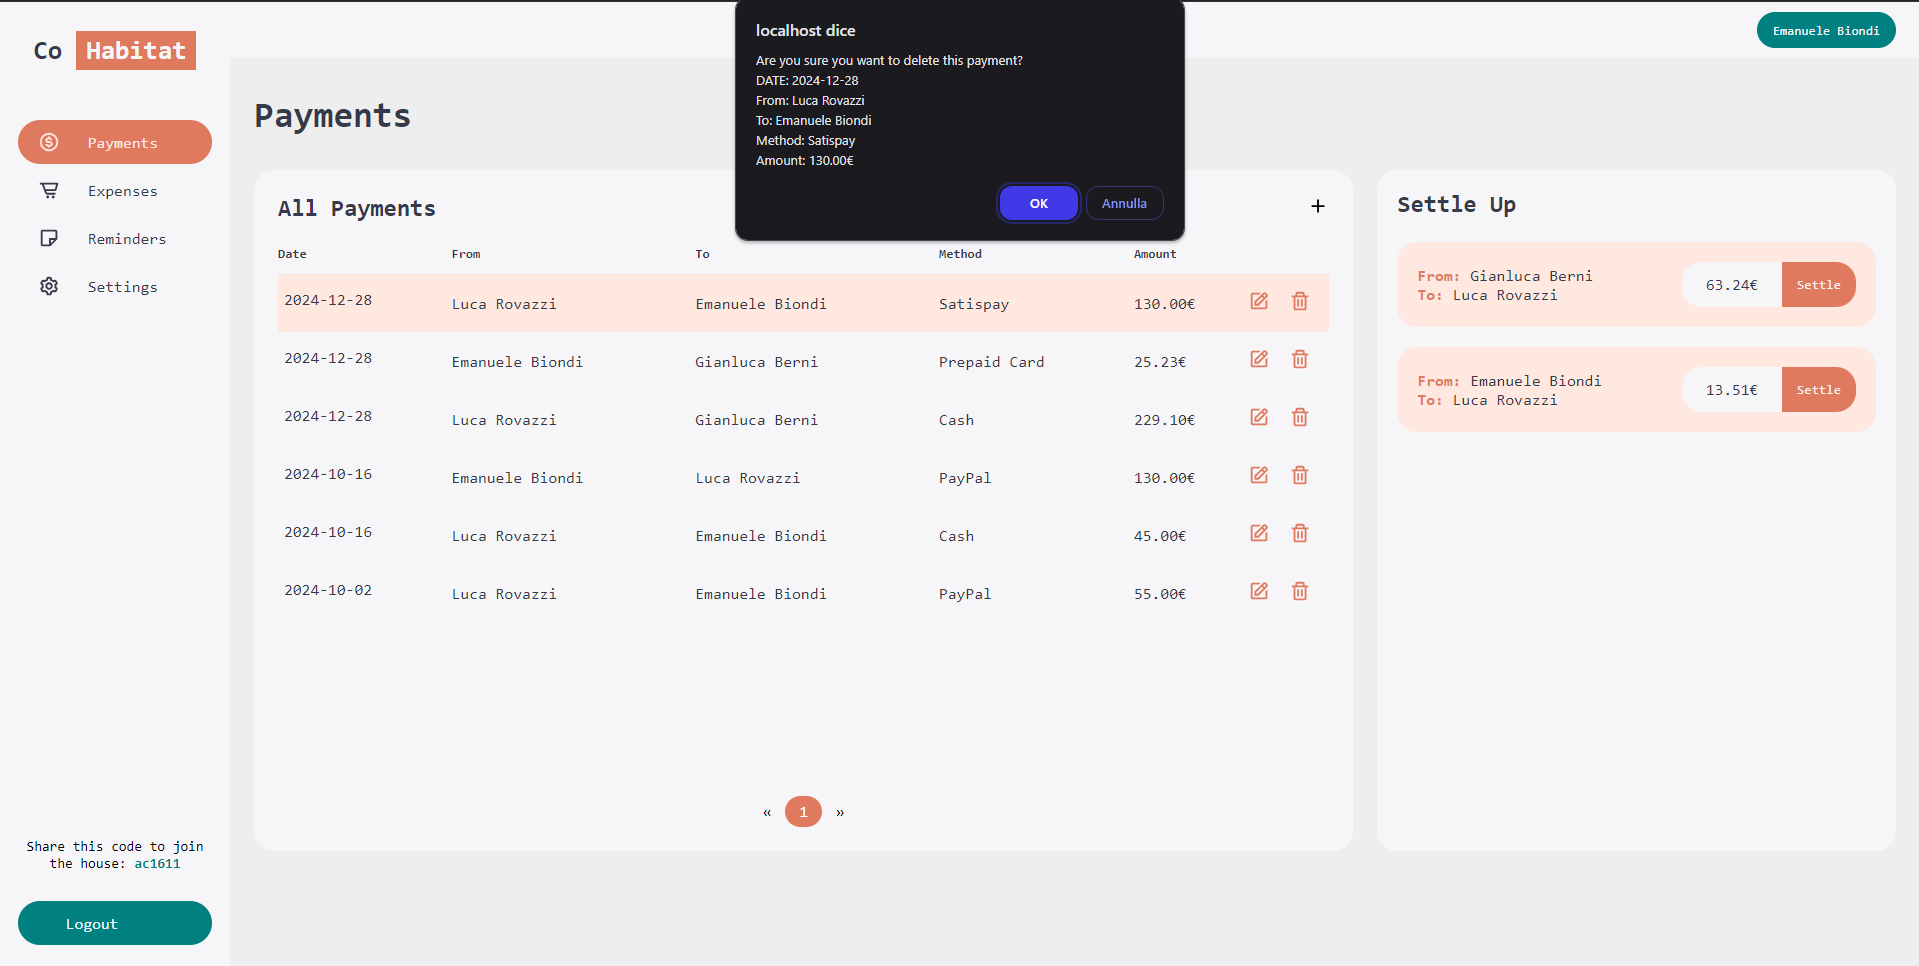 Co Habitat
Payments
Expenses
Reminders
Settings
Share this code to join
the house: ac1611
Logout
Emanuele Biondi
localhost dice
Are you sure you want to delete this payment?
DATE: 2024-12-28
From: Luca Rovazzi
To: Emanuele Biondi
Method: Satispay
Amount: 130.00€
OK Annulla
Payments
All Payments +
Date From To Method Amount
2024-12-28 Luca Rovazzi Emanuele Biondi Satispay 130.00€
2024-12-28 Emanuele Biondi Gianluca Berni Prepaid Card 25.23€
2024-12-28 Luca Rovazzi Gianluca Berni Cash 229.10€
2024-10-16 Emanuele Biondi Luca Rovazzi PayPal 130.00€
2024-10-16 Luca Rovazzi Emanuele Biondi Cash 45.00€
2024-10-02 Luca Rovazzi Emanuele Biondi PayPal 55.00€
« 1 »
Settle Up
From: Gianluca Berni
To: Luca Rovazzi
63.24€ Settle
From: Emanuele Biondi
To: Luca Rovazzi
13.51€ Settle